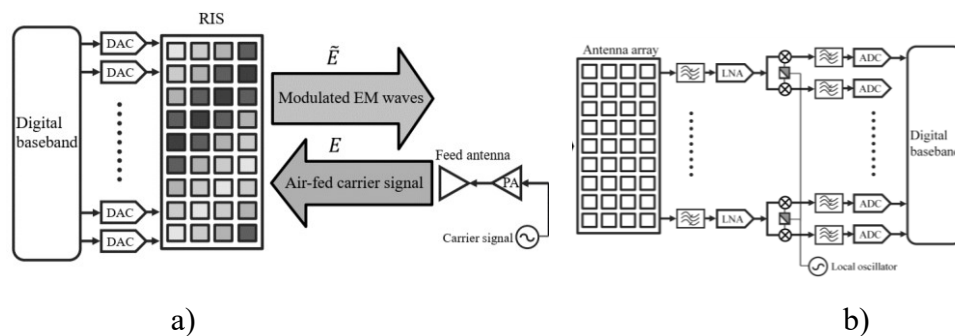 RIS
DAC
DAC
DAC
DAC
Digital
baseband
Ẽ
Modulated EM waves
E
Air-fed carrier signal
Feed antenna
PA
Carrier signal
a)
Antenna array
LNA
ADC
ADC
LNA
ADC
ADC
Digital
baseband
Local oscillator
b)